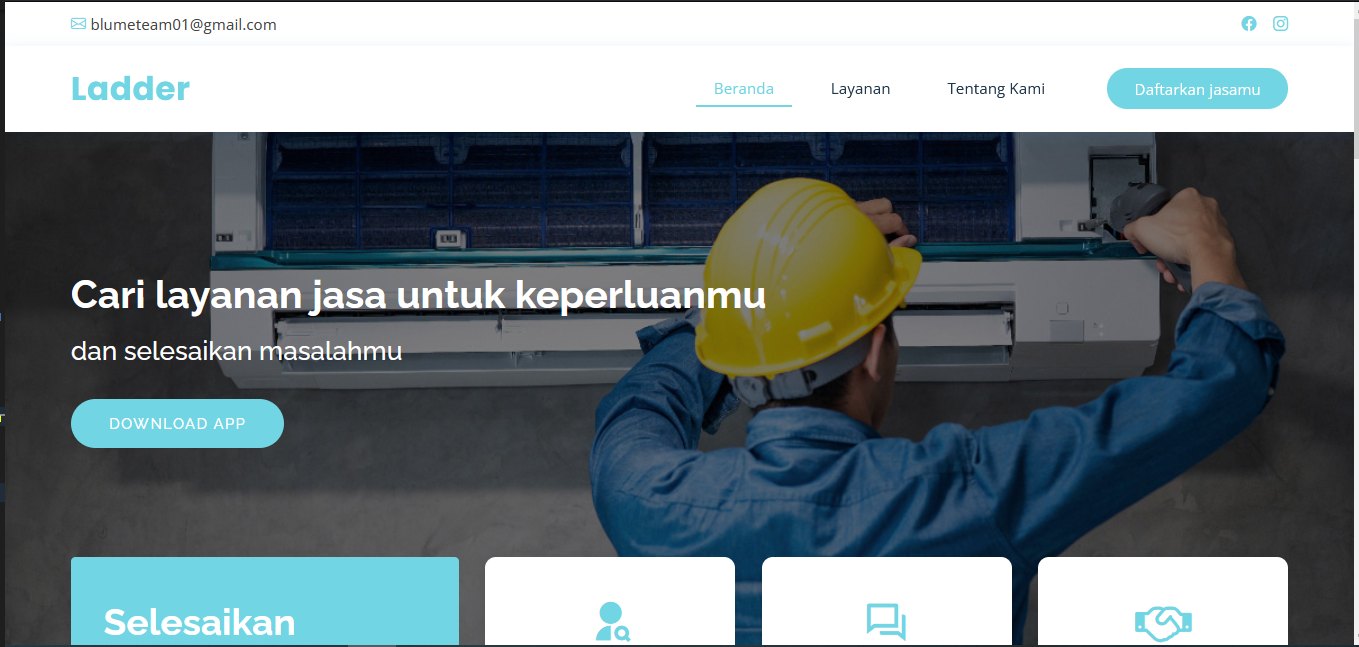 blumeteam01@gmail.com
Ladder
Beranda
Layanan
Tentang Kami
Daftarkan jasamu
Cari layanan jasa untuk keperluanmu
dan selesaikan masalahmu
DOWNLOAD APP
Selesaikan